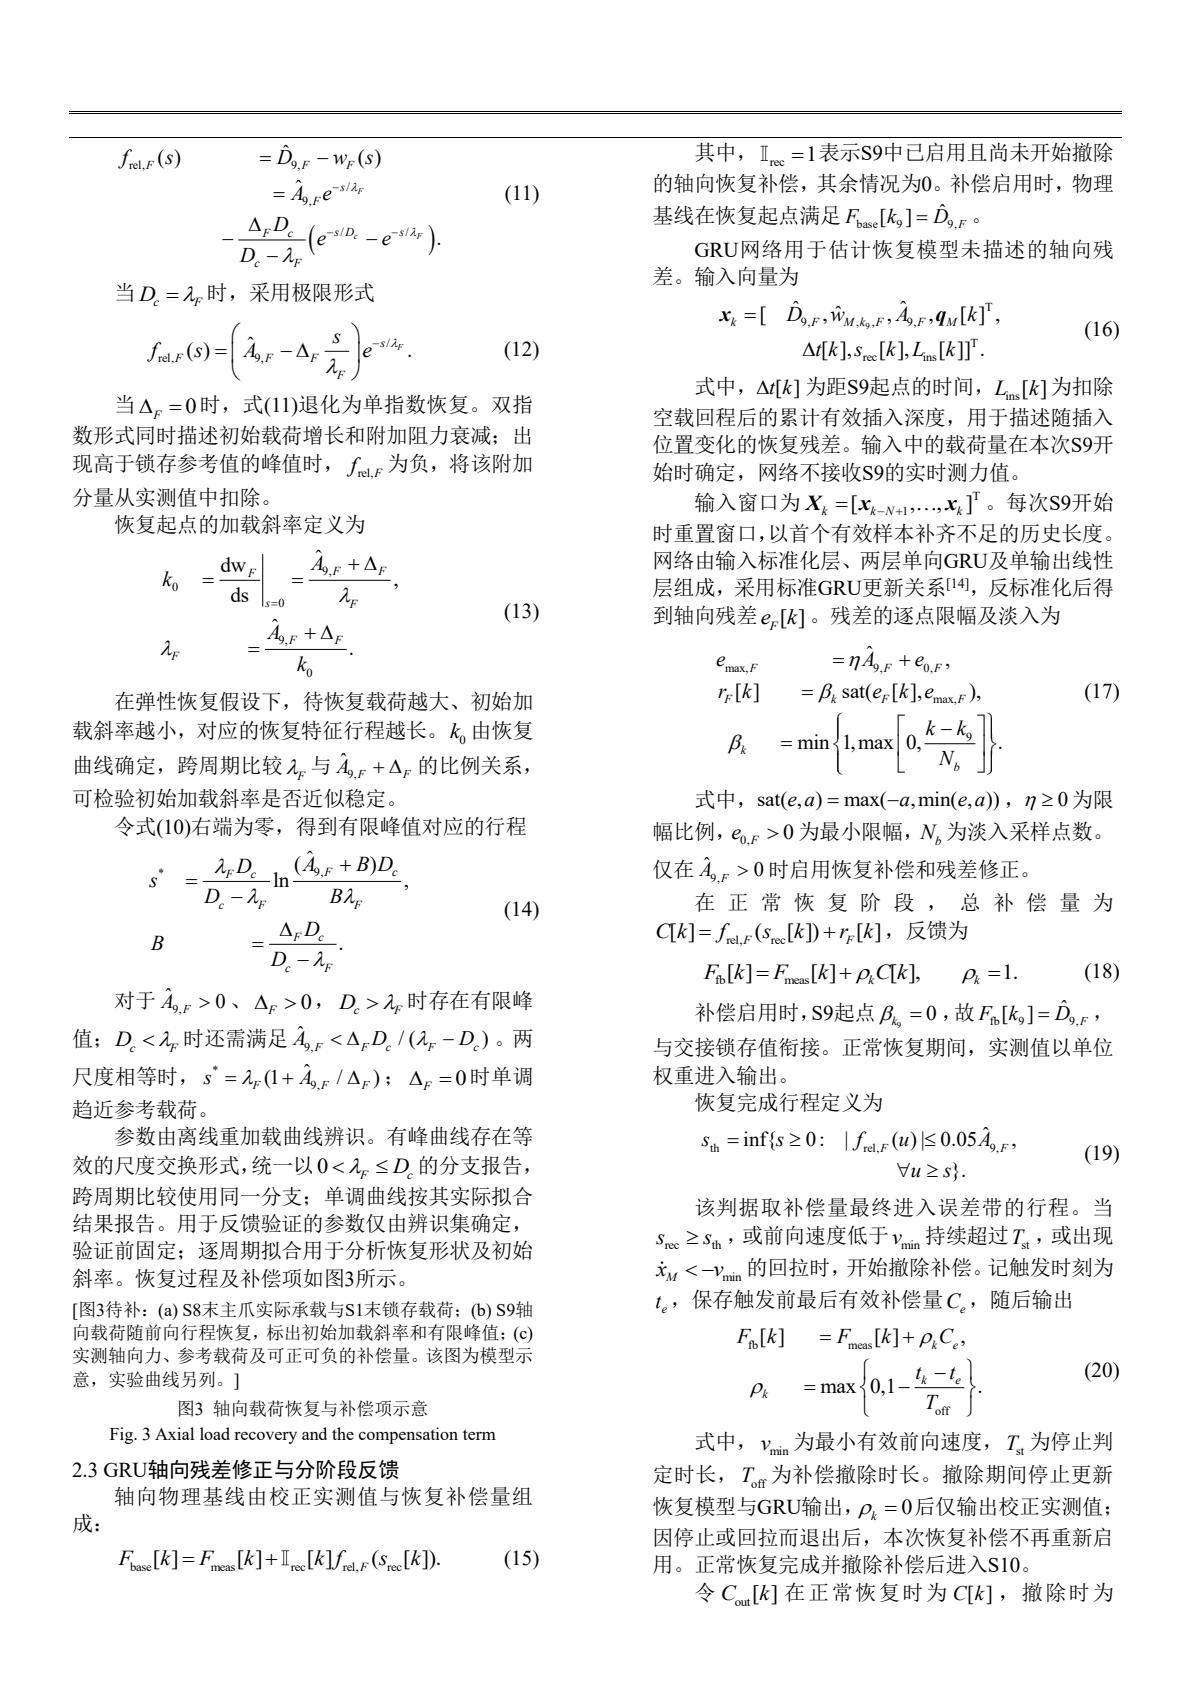 f_{rel,F}(s) = D̂_{9,F} − w_F(s)
= Â_{9,F}e^{−s/λ_F} (11)
− \frac{Δ_F D_c}{D_c − λ_F}(e^{−s/D_c} − e^{−s/λ_F}).
当 D_c = λ_F 时，采用极限形式
f_{rel,F}(s) = (Â_{9,F} − Δ_F \frac{s}{λ_F})e^{−s/λ_F}. (12)
当 Δ_F = 0 时，式(11)退化为单指数恢复。双指
数形式同时描述初始载荷增长和附加阻力衰减；出
现高于锁存参考值的峰值时， f_{rel,F} 为负，将该附加
分量从实测值中扣除。
恢复起点的加载斜率定义为
k_0 = \frac{dw_F}{ds}|_{s=0} = \frac{Â_{9,F} + Δ_F}{λ_F},
(13)
λ_F = \frac{Â_{9,F} + Δ_F}{k_0}.
在弹性恢复假设下，待恢复载荷越大、初始加
载斜率越小，对应的恢复特征行程越长。k_0 由恢复
曲线确定，跨周期比较 λ_F 与 Â_{9,F} + Δ_F 的比例关系，
可检验初始加载斜率是否近似稳定。
令式(10)右端为零，得到有限峰值对应的行程
s^* = \frac{λ_F D_c}{D_c − λ_F} ln \frac{(Â_{9,F} + B)D_c}{Bλ_F},
(14)
B = \frac{Δ_F D_c}{D_c − λ_F}.
对于 Â_{9,F} > 0 、Δ_F > 0， D_c > λ_F 时存在有限峰
值；D_c < λ_F 时还需满足 Â_{9,F} < Δ_F D_c / (λ_F − D_c) 。两
尺度相等时， s^* = λ_F(1 + Â_{9,F} / Δ_F)； Δ_F = 0 时单调
趋近参考载荷。
参数由离线重加载曲线辨识。有峰曲线存在等
效的尺度交换形式，统一以 0 < λ_F ≤ D_c 的分支报告，
跨周期比较使用同一分支；单调曲线按其实际拟合
结果报告。用于反馈验证的参数仅由辨识集确定，
验证前固定；逐周期拟合用于分析恢复形状及初始
斜率。恢复过程及补偿项如图3所示。
[图3待补：(a) S8末主爪实际承载与S1末锁存载荷；(b) S9轴
向载荷随前向行程恢复，标出初始加载斜率和有限峰值；(c)
实测轴向力、参考载荷及可正可负的补偿量。该图为模型示
意，实验曲线另列。]
图3 轴向载荷恢复与补偿项示意
Fig. 3 Axial load recovery and the compensation term
2.3 GRU轴向残差修正与分阶段反馈
轴向物理基线由校正实测值与恢复补偿量组
成：
F_{base}[k] = F_{meas}[k] + 𝕀_{rec}[k]f_{rel,F}(s_{rec}[k]). (15)
其中， 𝕀_{rec} = 1 表示S9中已启用且尚未开始撤除
的轴向恢复补偿，其余情况为0。补偿启用时，物理
基线在恢复起点满足 F_{base}[k_9] = D̂_{9,F} 。
GRU网络用于估计恢复模型未描述的轴向残
差。输入向量为
x_k = [ D̂_{9,F}, ŵ_{M,k_9,F}, Â_{9,F}, q_M[k]^T,
(16)
Δt[k], s_{rec}[k], L_{ins}[k]]^T.
式中，Δt[k] 为距S9起点的时间，L_{ins}[k] 为扣除
空载回程后的累计有效插入深度，用于描述随插入
位置变化的恢复残差。输入中的载荷量在本次S9开
始时确定，网络不接收S9的实时测力值。
输入窗口为 X_k = [x_{k−N+1},…,x_k]^T 。每次S9开始
时重置窗口，以首个有效样本补齐不足的历史长度。
网络由输入标准化层、两层单向GRU及单输出线性
层组成，采用标准GRU更新关系[14]，反标准化后得
到轴向残差 e_F[k] 。残差的逐点限幅及淡入为
e_{max,F} = ηÂ_{9,F} + e_{0,F},
r_F[k] = β_k sat(e_F[k], e_{max,F}), (17)
β_k = min{1, max[0, \frac{k − k_9}{N_b}]}.
式中，sat(e,a) = max(−a, min(e,a))，η ≥ 0 为限
幅比例，e_{0,F} > 0 为最小限幅，N_b 为淡入采样点数。
仅在 Â_{9,F} > 0 时启用恢复补偿和残差修正。
在正常恢复阶段，总补偿量为
C[k] = f_{rel,F}(s_{rec}[k]) + r_F[k]，反馈为
F_{fb}[k] = F_{meas}[k] + ρ_k C[k], ρ_k = 1. (18)
补偿启用时，S9起点 β_{k_9} = 0，故 F_{fb}[k_9] = D̂_{9,F}，
与交接锁存值衔接。正常恢复期间，实测值以单位
权重进入输出。
恢复完成行程定义为
s_{th} = inf{s ≥ 0 : | f_{rel,F}(u) |≤ 0.05Â_{9,F},
(19)
∀u ≥ s}.
该判据取补偿量最终进入误差带的行程。当
s_{rec} ≥ s_{th}，或前向速度低于 v_{min} 持续超过 T_{st}，或出现
ẋ_M < −v_{min} 的回拉时，开始撤除补偿。记触发时刻为
t_e，保存触发前最后有效补偿量 C_e，随后输出
F_{fb}[k] = F_{meas}[k] + ρ_k C_e,
(20)
ρ_k = max{0, 1 − \frac{t_k − t_e}{T_{off}}}.
式中， v_{min} 为最小有效前向速度， T_{st} 为停止判
定时长， T_{off} 为补偿撤除时长。撤除期间停止更新
恢复模型与GRU输出，ρ_k = 0 后仅输出校正实测值；
因停止或回拉而退出后，本次恢复补偿不再重新启
用。正常恢复完成并撤除补偿后进入S10。
令 C_{out}[k] 在正常恢复时为 C[k]，撤除时为